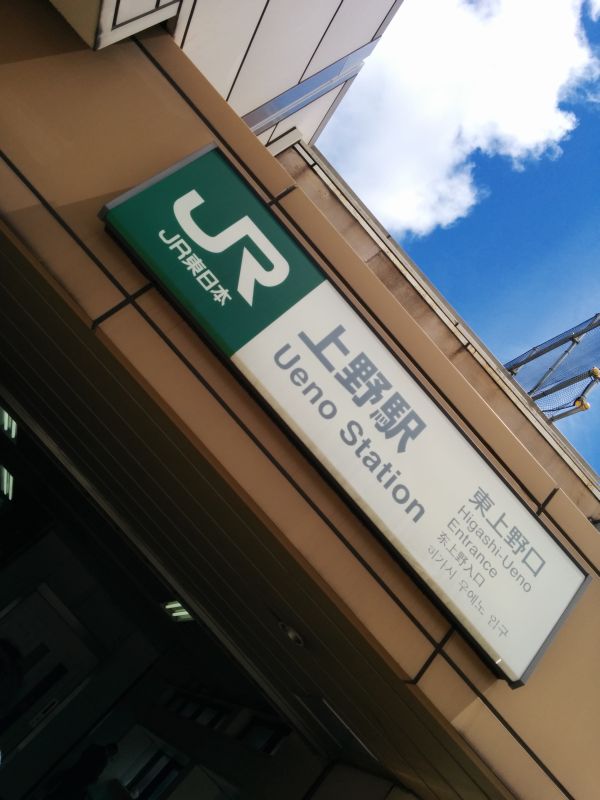 JR
JR東日本
上野駅
Ueno Station
東上野口
Higashi-Ueno
Entrance
东上野入口
히가시 우에노 입구